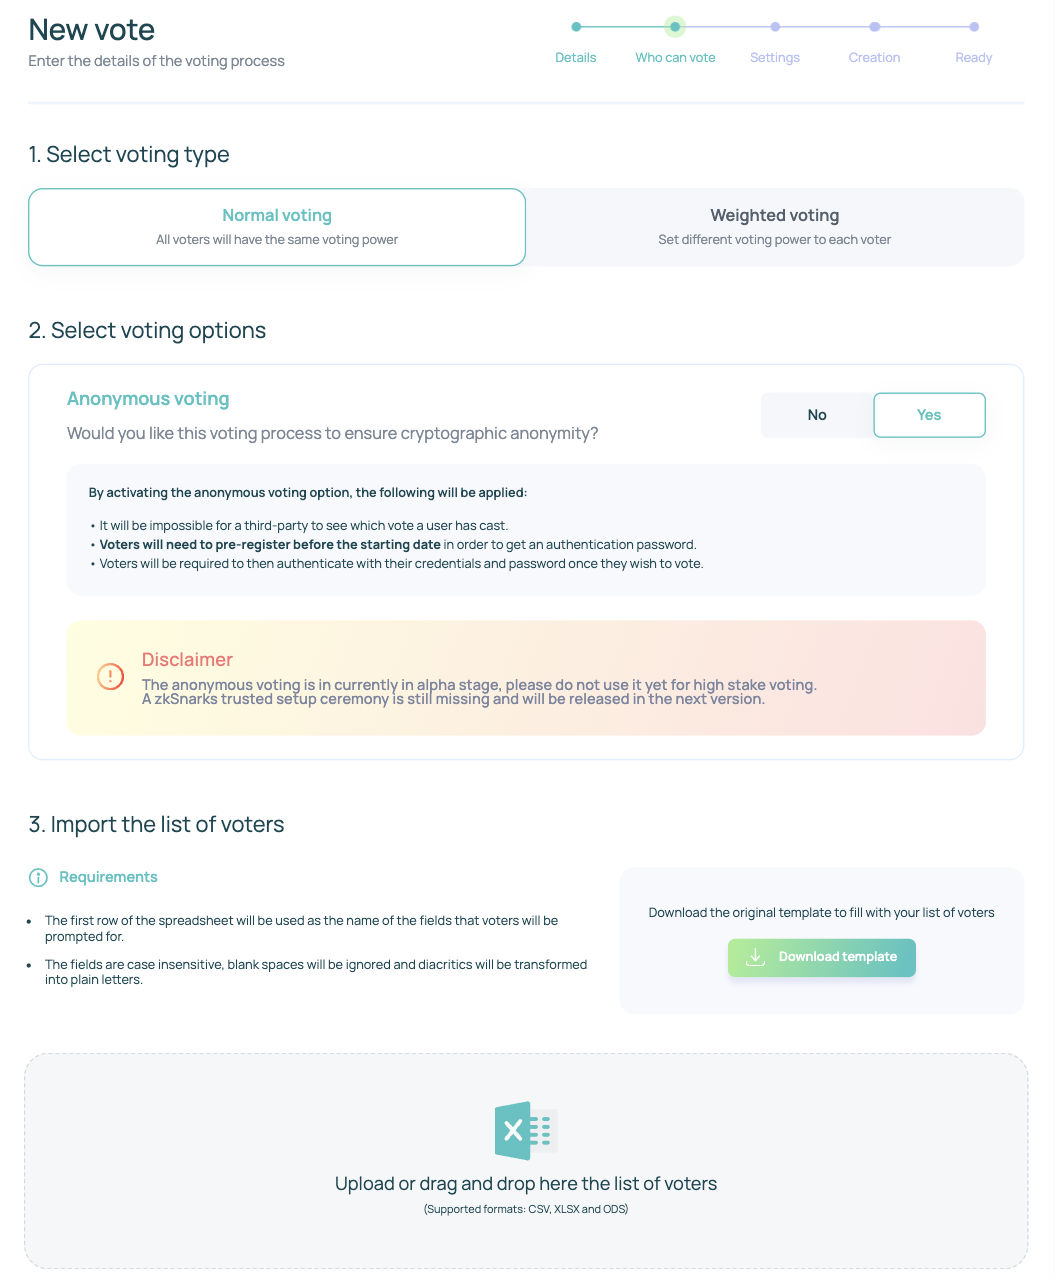 New vote
Enter the details of the voting process
Details
Who can vote
Settings
Creation
Ready
1. Select voting type
Normal voting
All voters will have the same voting power
Weighted voting
Set different voting power to each voter
2. Select voting options
Anonymous voting
Would you like this voting process to ensure cryptographic anonymity?
No
Yes
By activating the anonymous voting option, the following will be applied:
• It will be impossible for a third-party to see which vote a user has cast.
• Voters will need to pre-register before the starting date in order to get an authentication password.
• Voters will be required to then authenticate with their credentials and password once they wish to vote.
Disclaimer
The anonymous voting is in currently in alpha stage, please do not use it yet for high stake voting.
A zkSnarks trusted setup ceremony is still missing and will be released in the next version.
3. Import the list of voters
Requirements
• The first row of the spreadsheet will be used as the name of the fields that voters will be
prompted for.
• The fields are case insensitive, blank spaces will be ignored and diacritics will be transformed
into plain letters.
Download the original template to fill with your list of voters
Download template
X
Upload or drag and drop here the list of voters
(Supported formats: CSV, XLSX and ODS)